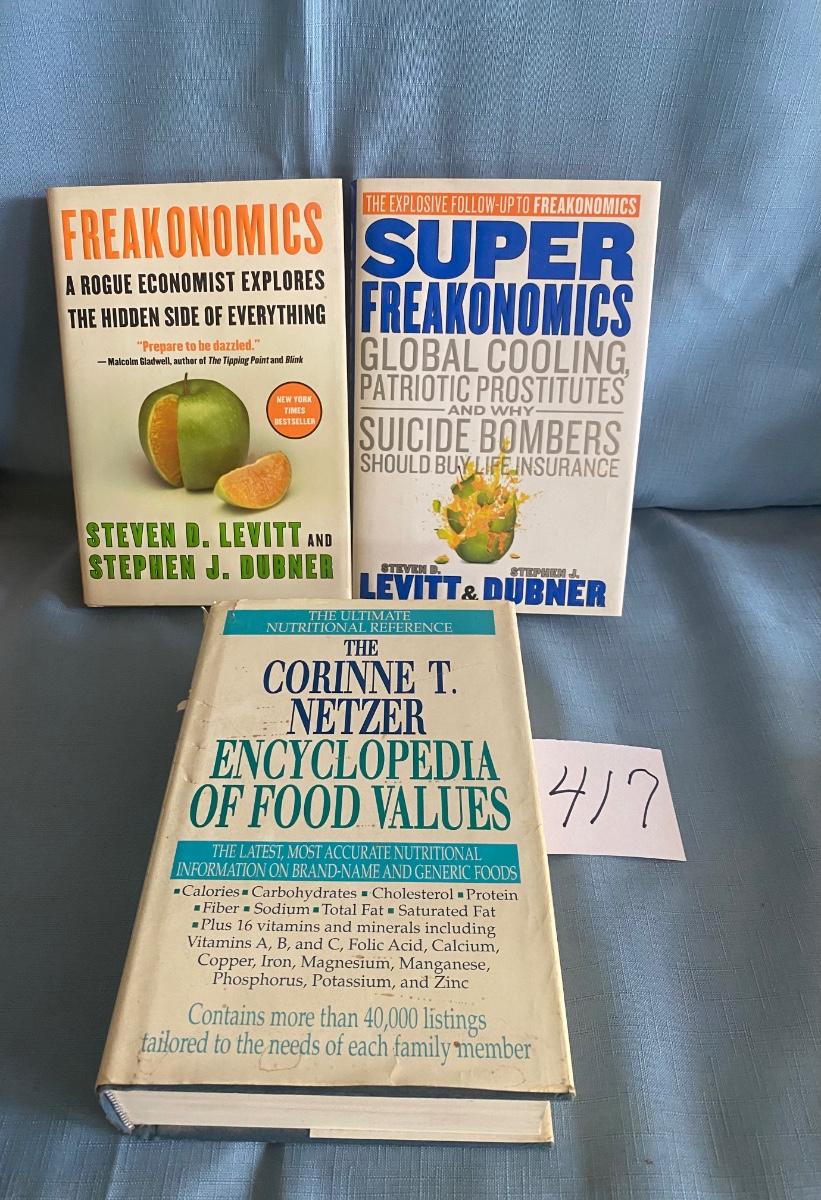 FREAKONOMICS
A ROGUE ECONOMIST EXPLORES
THE HIDDEN SIDE OF EVERYTHING
“Prepare to be dazzled.”
— Malcolm Gladwell, author of The Tipping Point and Blink
NEW YORK
TIMES
BESTSELLER
STEVEN D. LEVITT AND
STEPHEN J. DUBNER
THE EXPLOSIVE FOLLOW-UP TO FREAKONOMICS
SUPER
FREAKONOMICS
GLOBAL COOLING,
PATRIOTIC PROSTITUTES
AND WHY
SUICIDE BOMBERS
SHOULD BUY LIFE INSURANCE
STEVEN D. STEPHEN J.
LEVITT & DUBNER
THE ULTIMATE
NUTRITIONAL REFERENCE
THE
CORINNE T.
NETZER
ENCYCLOPEDIA
OF FOOD VALUES
THE LATEST, MOST ACCURATE NUTRITIONAL
INFORMATION ON BRAND-NAME AND GENERIC FOODS
▪Calories▪Carbohydrates▪Cholesterol▪Protein
▪Fiber▪Sodium▪Total Fat▪Saturated Fat
▪Plus 16 vitamins and minerals including
Vitamins A, B, and C, Folic Acid, Calcium,
Copper, Iron, Magnesium, Manganese,
Phosphorus, Potassium, and Zinc
Contains more than 40,000 listings
tailored to the needs of each family member
417